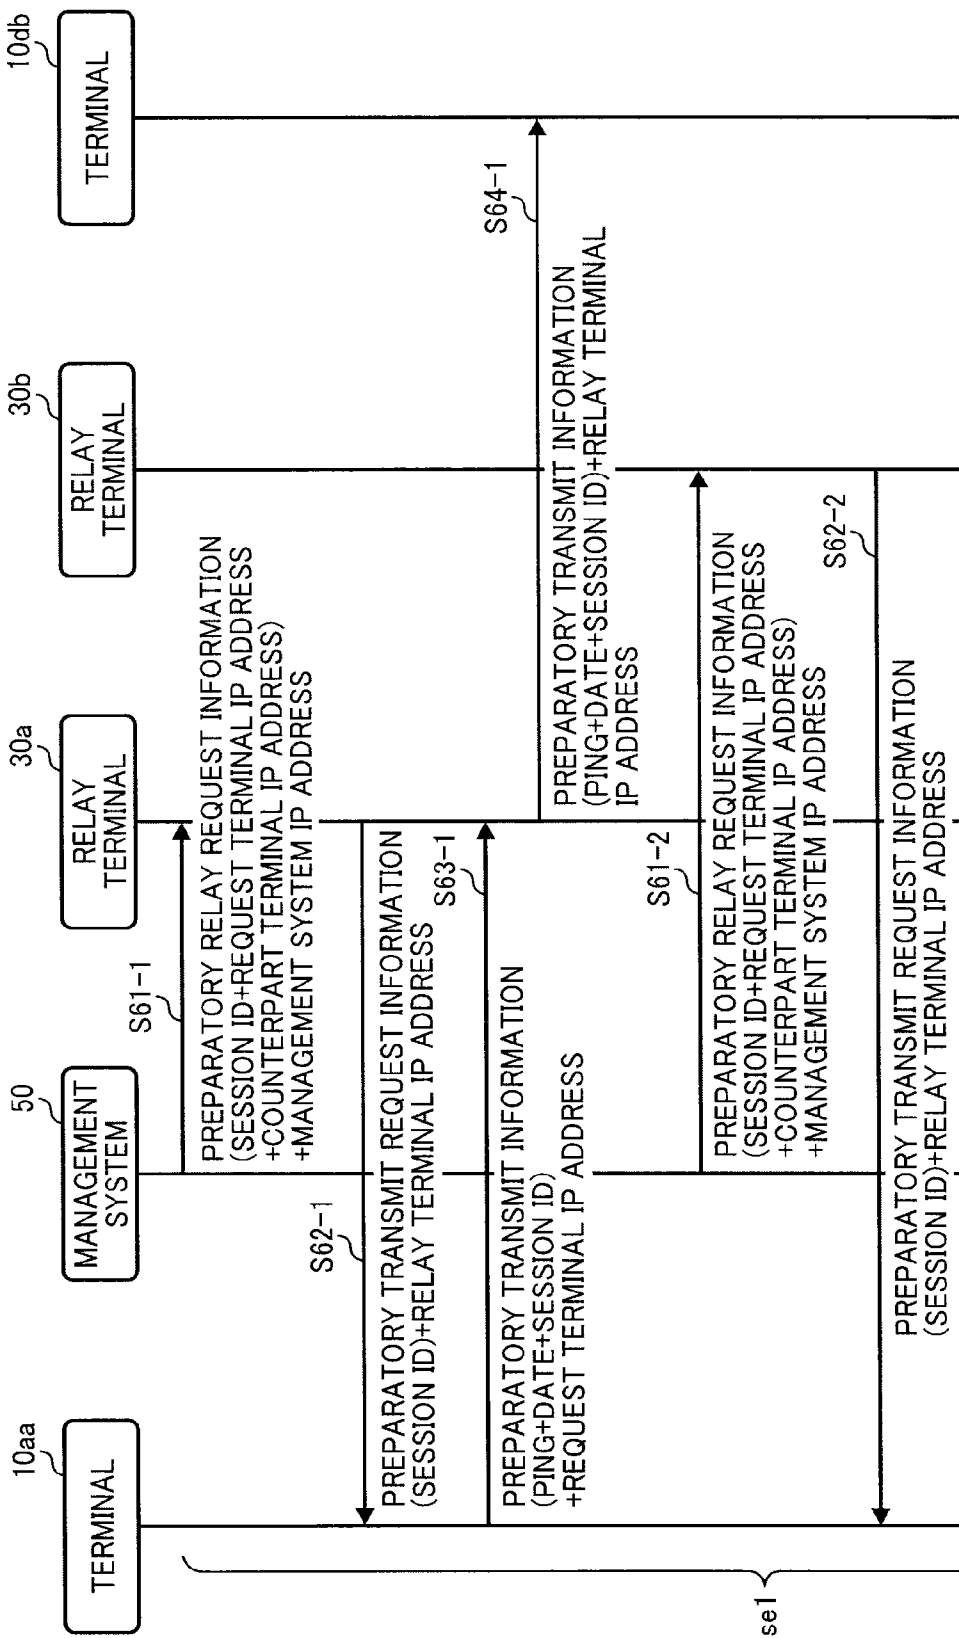 10aa
TERMINAL
50
MANAGEMENT
SYSTEM
30a
RELAY
TERMINAL
30b
RELAY
TERMINAL
10db
TERMINAL
S61-1
PREPARATORY RELAY REQUEST INFORMATION
(SESSION ID+REQUEST TERMINAL IP ADDRESS
+COUNTERPART TERMINAL IP ADDRESS)
+MANAGEMENT SYSTEM IP ADDRESS
S62-1
PREPARATORY TRANSMIT REQUEST INFORMATION
(SESSION ID)+RELAY TERMINAL IP ADDRESS
S63-1
PREPARATORY TRANSMIT INFORMATION
(PING+DATE+SESSION ID)
+REQUEST TERMINAL IP ADDRESS
S64-1
PREPARATORY TRANSMIT INFORMATION
(PING+DATE+SESSION ID)+RELAY TERMINAL
IP ADDRESS
S61-2
PREPARATORY RELAY REQUEST INFORMATION
(SESSION ID+REQUEST TERMINAL IP ADDRESS
+COUNTERPART TERMINAL IP ADDRESS)
+MANAGEMENT SYSTEM IP ADDRESS
S62-2
PREPARATORY TRANSMIT REQUEST INFORMATION
(SESSION ID)+RELAY TERMINAL IP ADDRESS
se1